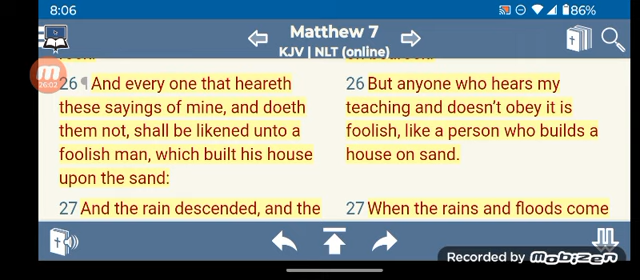 8:06
86%
Matthew 7
KJV | NLT (online)
26:02
26 ¶ And every one that heareth
these sayings of mine, and doeth
them not, shall be likened unto a
foolish man, which built his house
upon the sand:
27 And the rain descended, and the
26 But anyone who hears my
teaching and doesn't obey it is
foolish, like a person who builds a
house on sand.
27 When the rains and floods come
Recorded by Mobizen